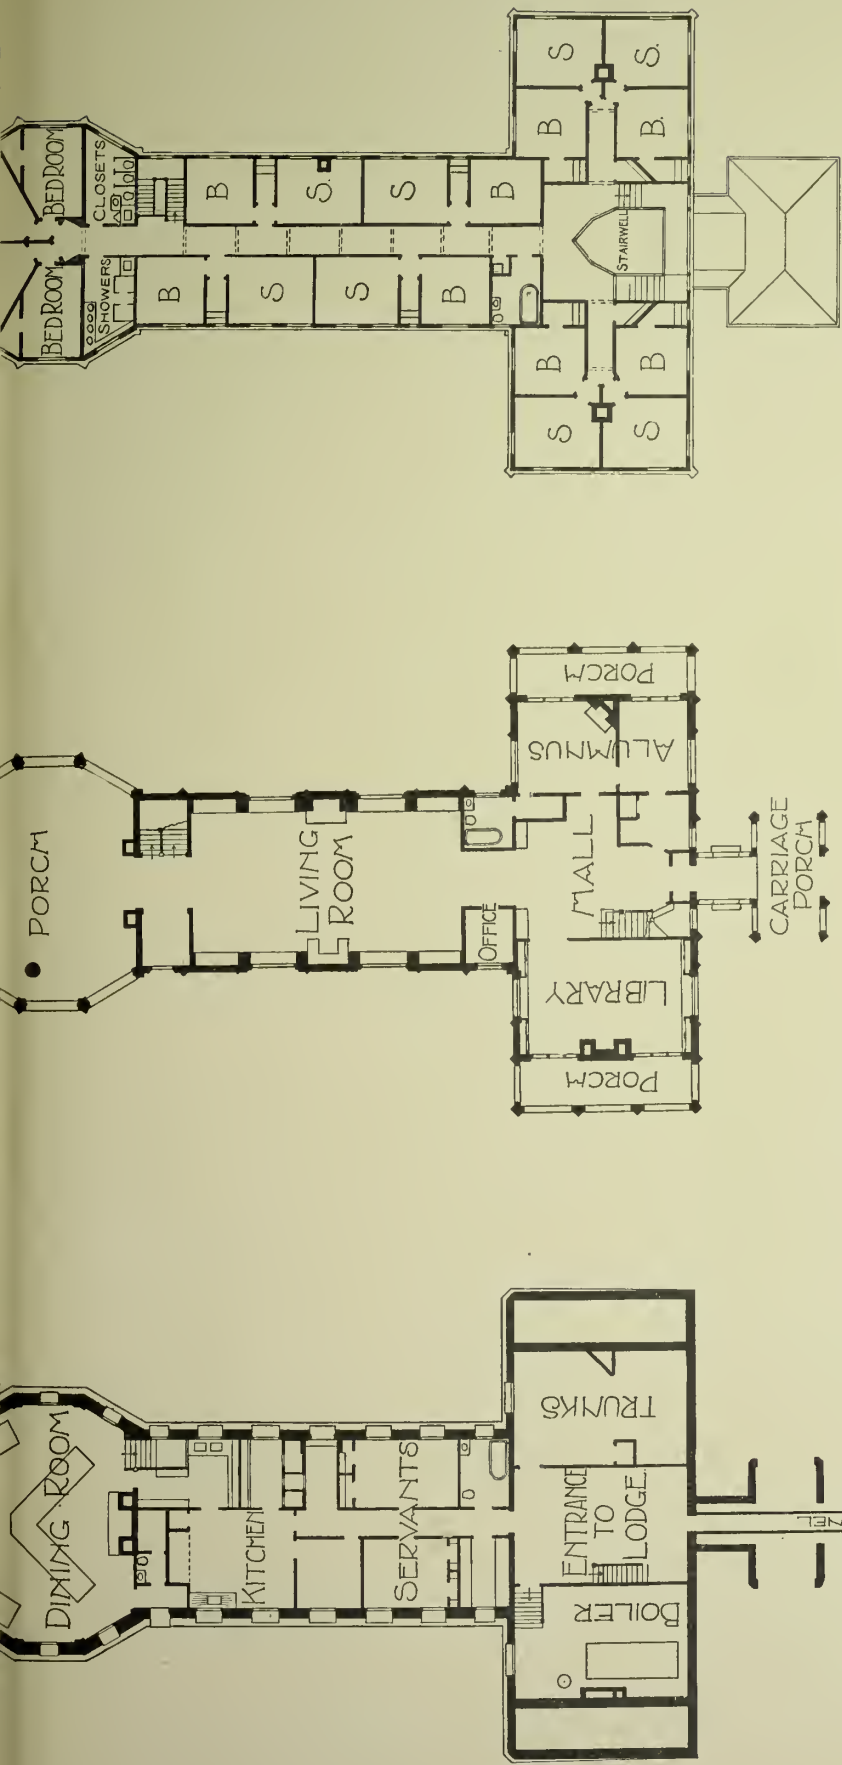 BEDROOM
CLOSETS
BEDROOM
SHOWERS
B
S.
S
B
B
S
S
B
S
S.
B
B.
STAIRWELL
B
B
S
S
PORCH
LIVING
ROOM
OFFICE
HALL
PORCH
ALUMNUS
LIBRARY
PORCH
CARRIAGE
PORCH
DINING ROOM
KITCHEN
SERVANTS
TRUNKS
ENTRANCE
TO
LODGE
BOILER